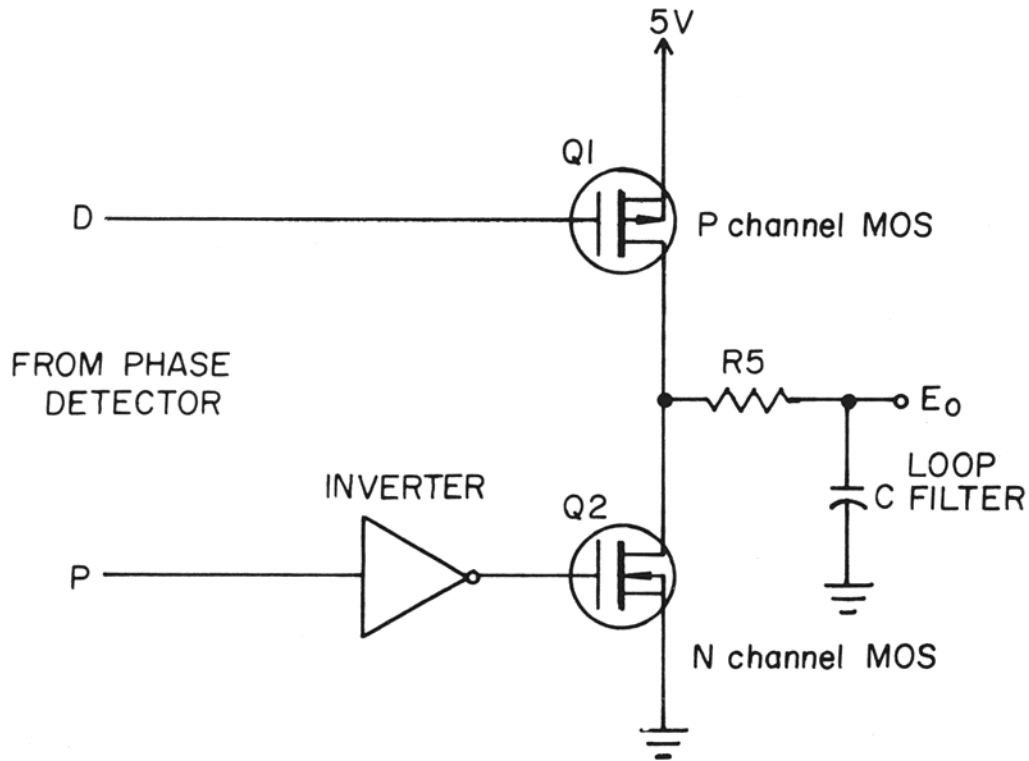 5V
Q1
D
P channel MOS
FROM PHASE
DETECTOR
R5
E₀
LOOP
FILTER
C
INVERTER
Q2
P
N channel MOS